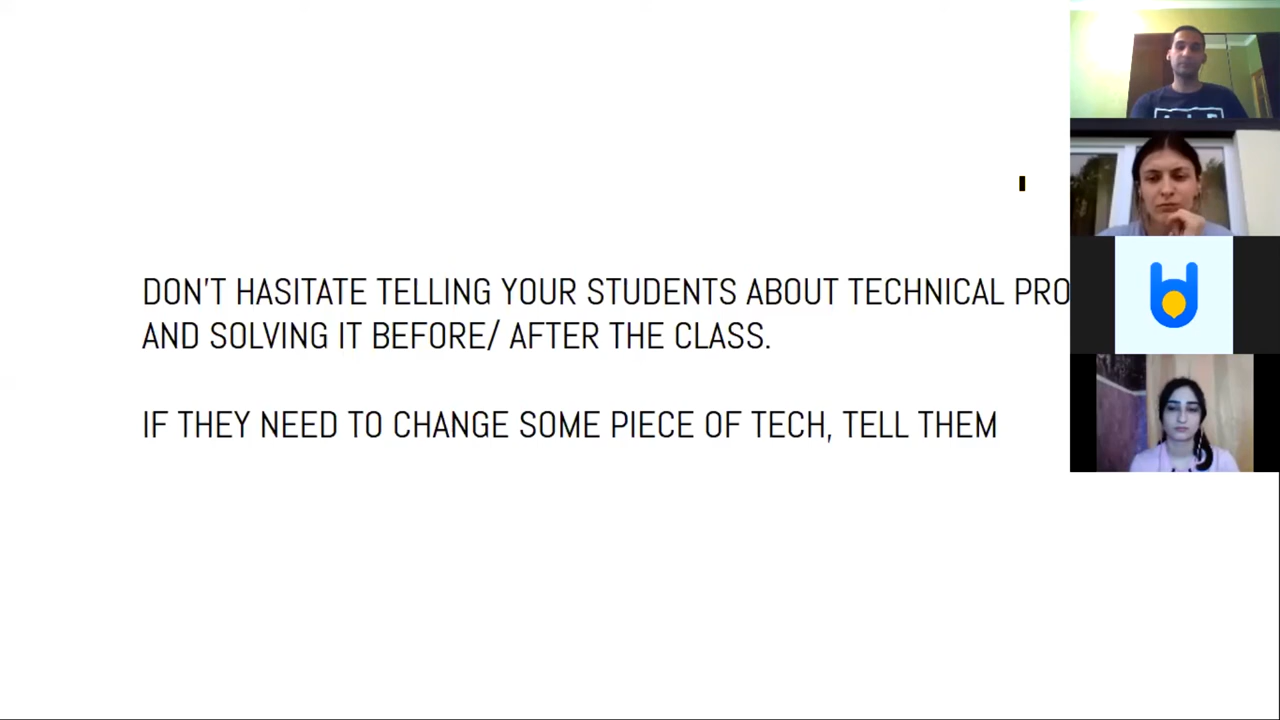 DON'T HASITATE TELLING YOUR STUDENTS ABOUT TECHNICAL
AND SOLVING IT BEFORE/ AFTER THE CLASS.
IF THEY NEED TO CHANGE SOME PIECE OF TECH, TELL THEM